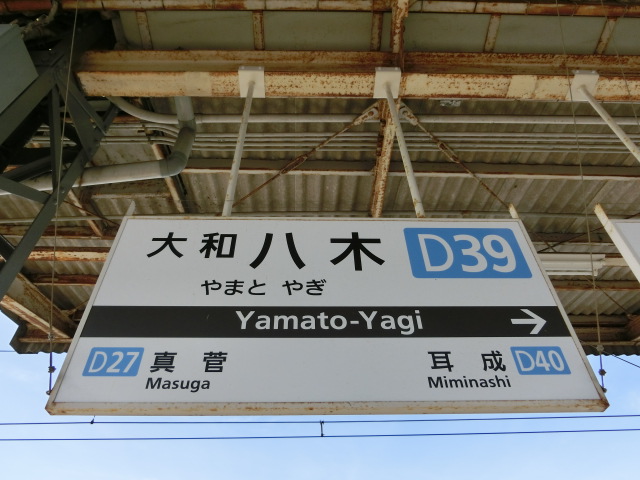 大和八木 D39
やまと やぎ
Yamato-Yagi →
D27 真菅 耳成 D40
Masuga Miminashi